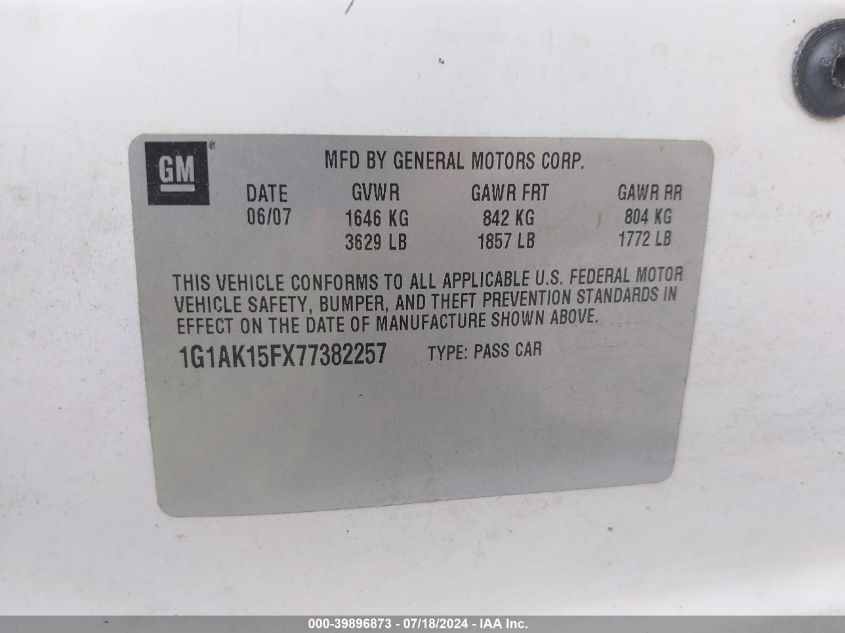 GM® MFD BY GENERAL MOTORS CORP.
DATE GVWR GAWR FRT GAWR RR
06/07 1646 KG 842 KG 804 KG
3629 LB 1857 LB 1772 LB
THIS VEHICLE CONFORMS TO ALL APPLICABLE U.S. FEDERAL MOTOR
VEHICLE SAFETY, BUMPER, AND THEFT PREVENTION STANDARDS IN
EFFECT ON THE DATE OF MANUFACTURE SHOWN ABOVE.
1G1AK15FX77382257 TYPE: PASS CAR
000-39896873 - 07/18/2024 - IAA Inc.